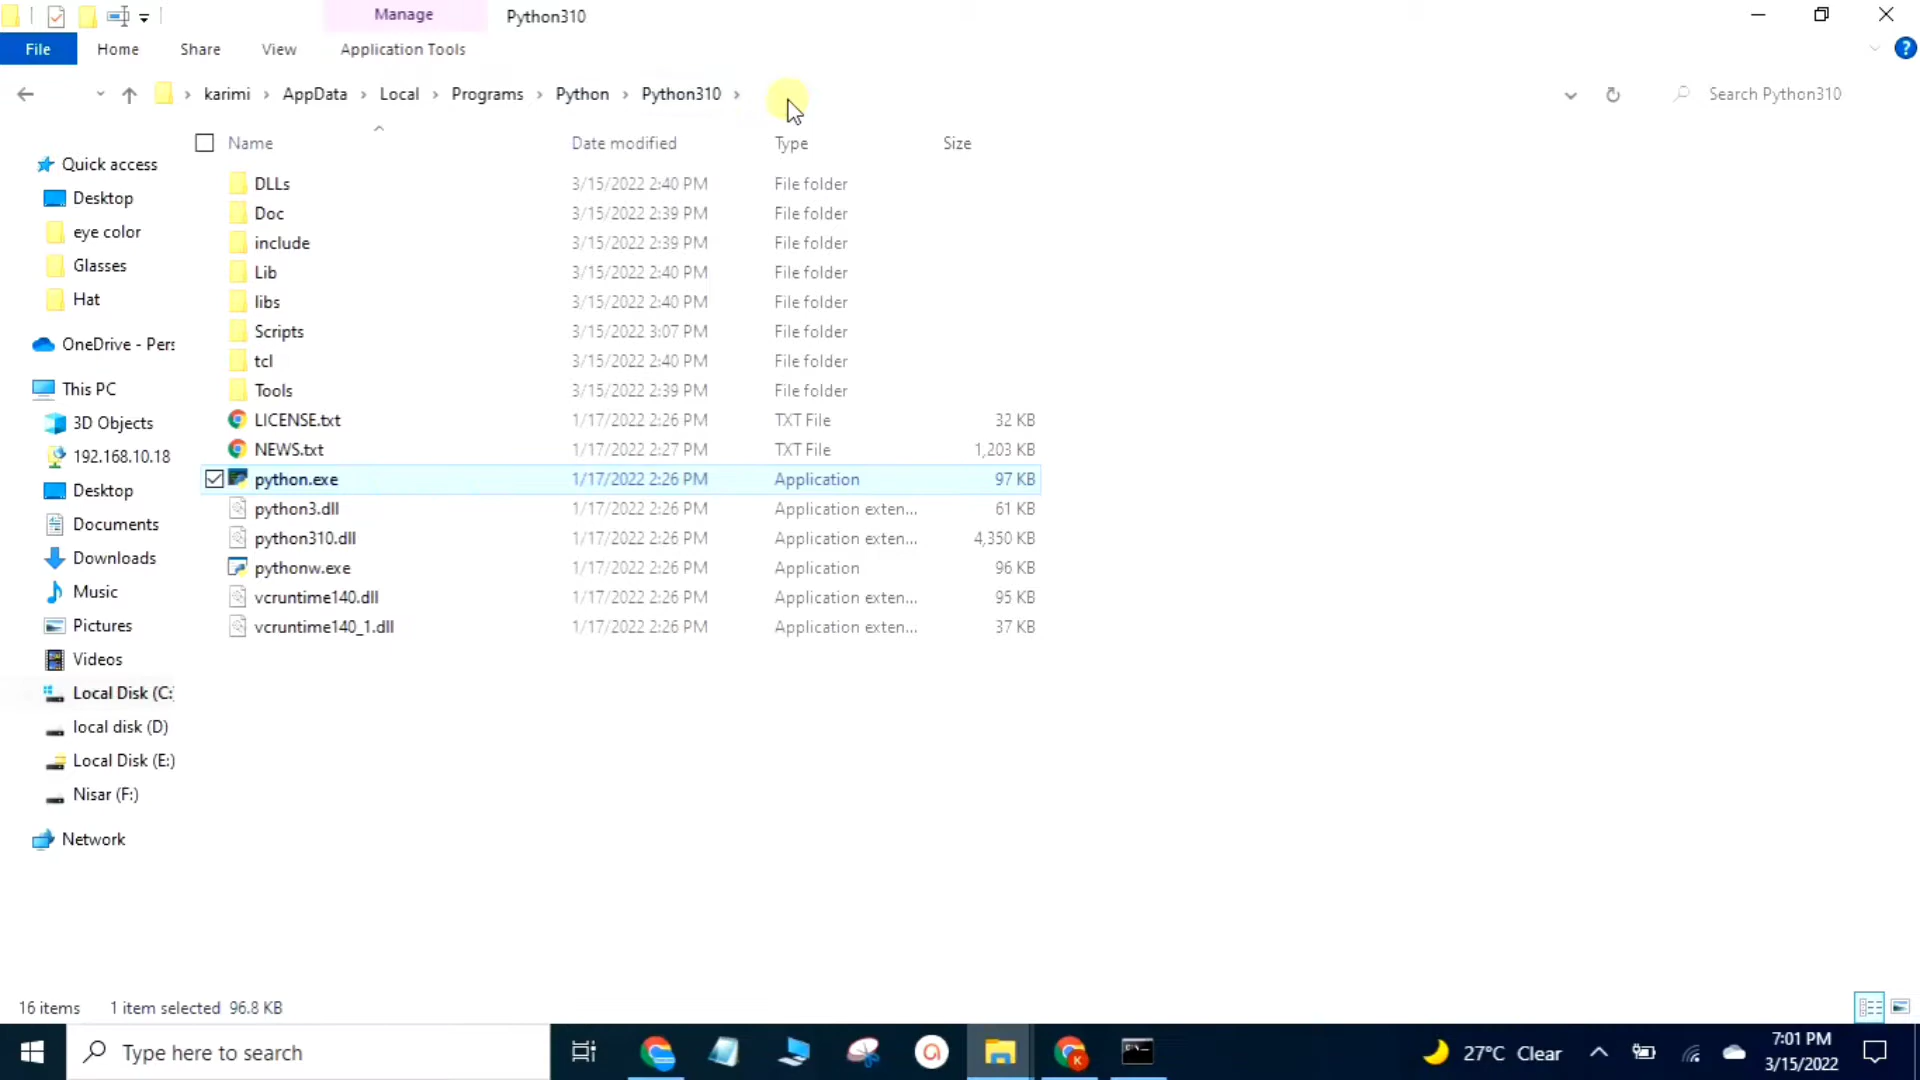 Manage
Python310
File
Home
Share
View
Application Tools
karimi
AppData
Local
Programs
Python
Python310
Search Python310
Name
Date modified
Type
Size
Quick access
Desktop
eye color
Glasses
Hat
OneDrive - Pers
This PC
3D Objects
192.168.10.18
Desktop
Documents
Downloads
Music
Pictures
Videos
Local Disk (C:)
local disk (D)
Local Disk (E:)
Nisar (F:)
Network
DLLs 3/15/2022 2:40 PM File folder
Doc 3/15/2022 2:39 PM File folder
include 3/15/2022 2:39 PM File folder
Lib 3/15/2022 2:40 PM File folder
libs 3/15/2022 2:40 PM File folder
Scripts 3/15/2022 3:07 PM File folder
tcl 3/15/2022 2:40 PM File folder
Tools 3/15/2022 2:39 PM File folder
LICENSE.txt 1/17/2022 2:26 PM TXT File 32 KB
NEWS.txt 1/17/2022 2:27 PM TXT File 1,203 KB
python.exe 1/17/2022 2:26 PM Application 97 KB
python3.dll 1/17/2022 2:26 PM Application exten... 61 KB
python310.dll 1/17/2022 2:26 PM Application exten... 4,350 KB
pythonw.exe 1/17/2022 2:26 PM Application 96 KB
vcruntime140.dll 1/17/2022 2:26 PM Application exten... 95 KB
vcruntime140_1.dll 1/17/2022 2:26 PM Application exten... 37 KB
16 items
1 item selected 96.8 KB
Type here to search
27°C Clear
7:01 PM
3/15/2022